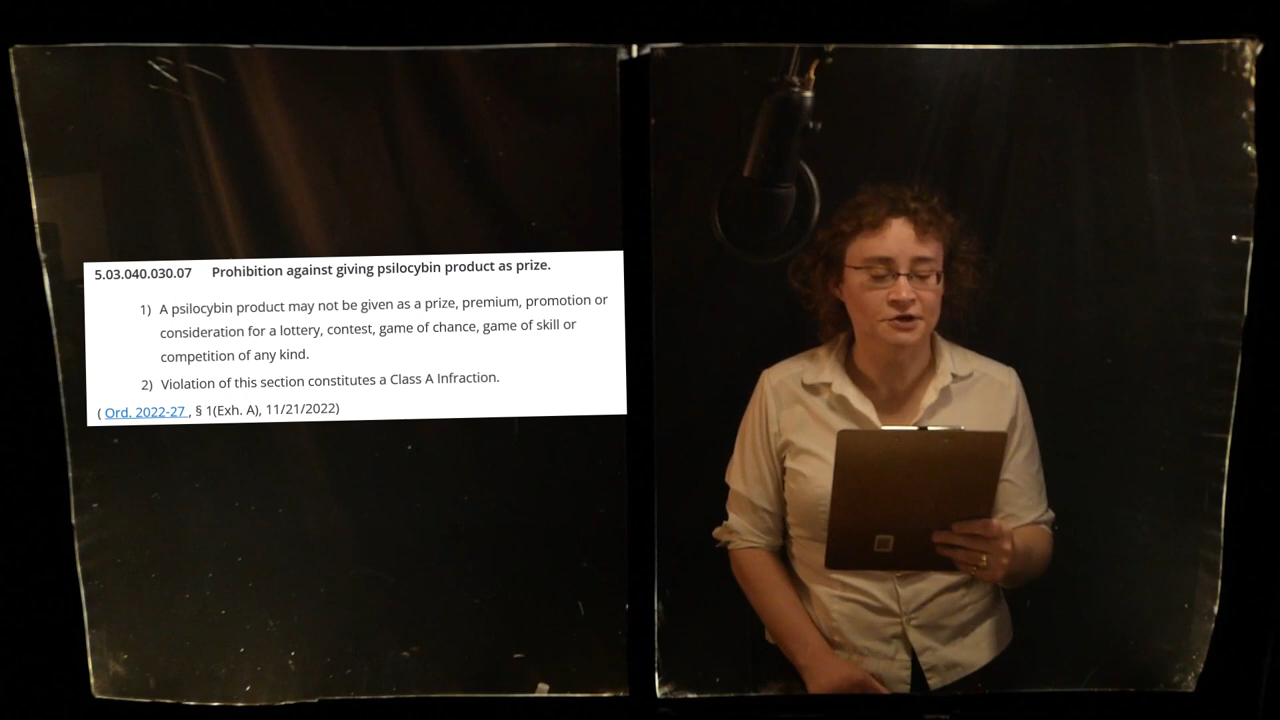 5.03.040.030.07 Prohibition against giving psilocybin product as prize.
1) A psilocybin product may not be given as a prize, premium, promotion or
consideration for a lottery, contest, game of chance, game of skill or
competition of any kind.
2) Violation of this section constitutes a Class A Infraction.
( Ord. 2022-27 , § 1(Exh. A), 11/21/2022)